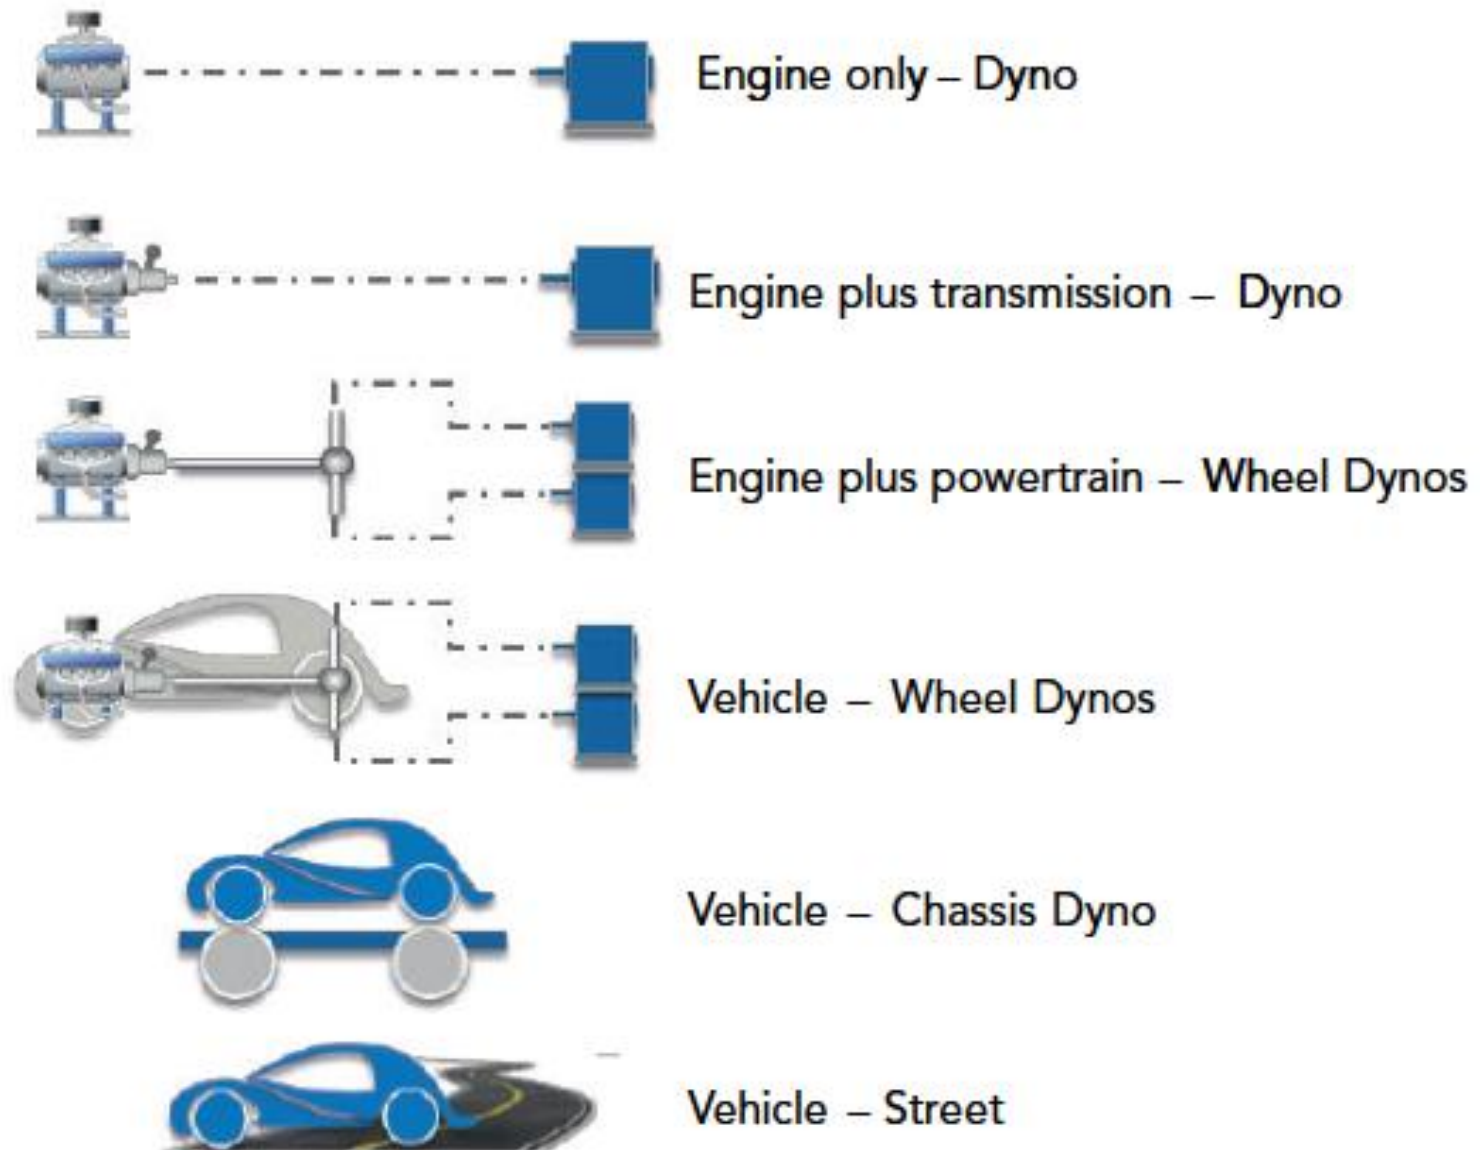 Engine only – Dyno
Engine plus transmission – Dyno
Engine plus powertrain – Wheel Dynos
Vehicle – Wheel Dynos
Vehicle – Chassis Dyno
Vehicle – Street